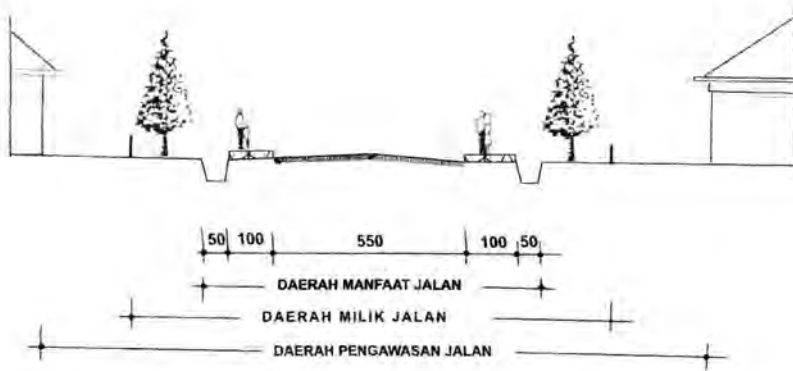 50 100 550 100 50
DAERAH MANFAAT JALAN
DAERAH MILIK JALAN
DAERAH PENGAWASAN JALAN